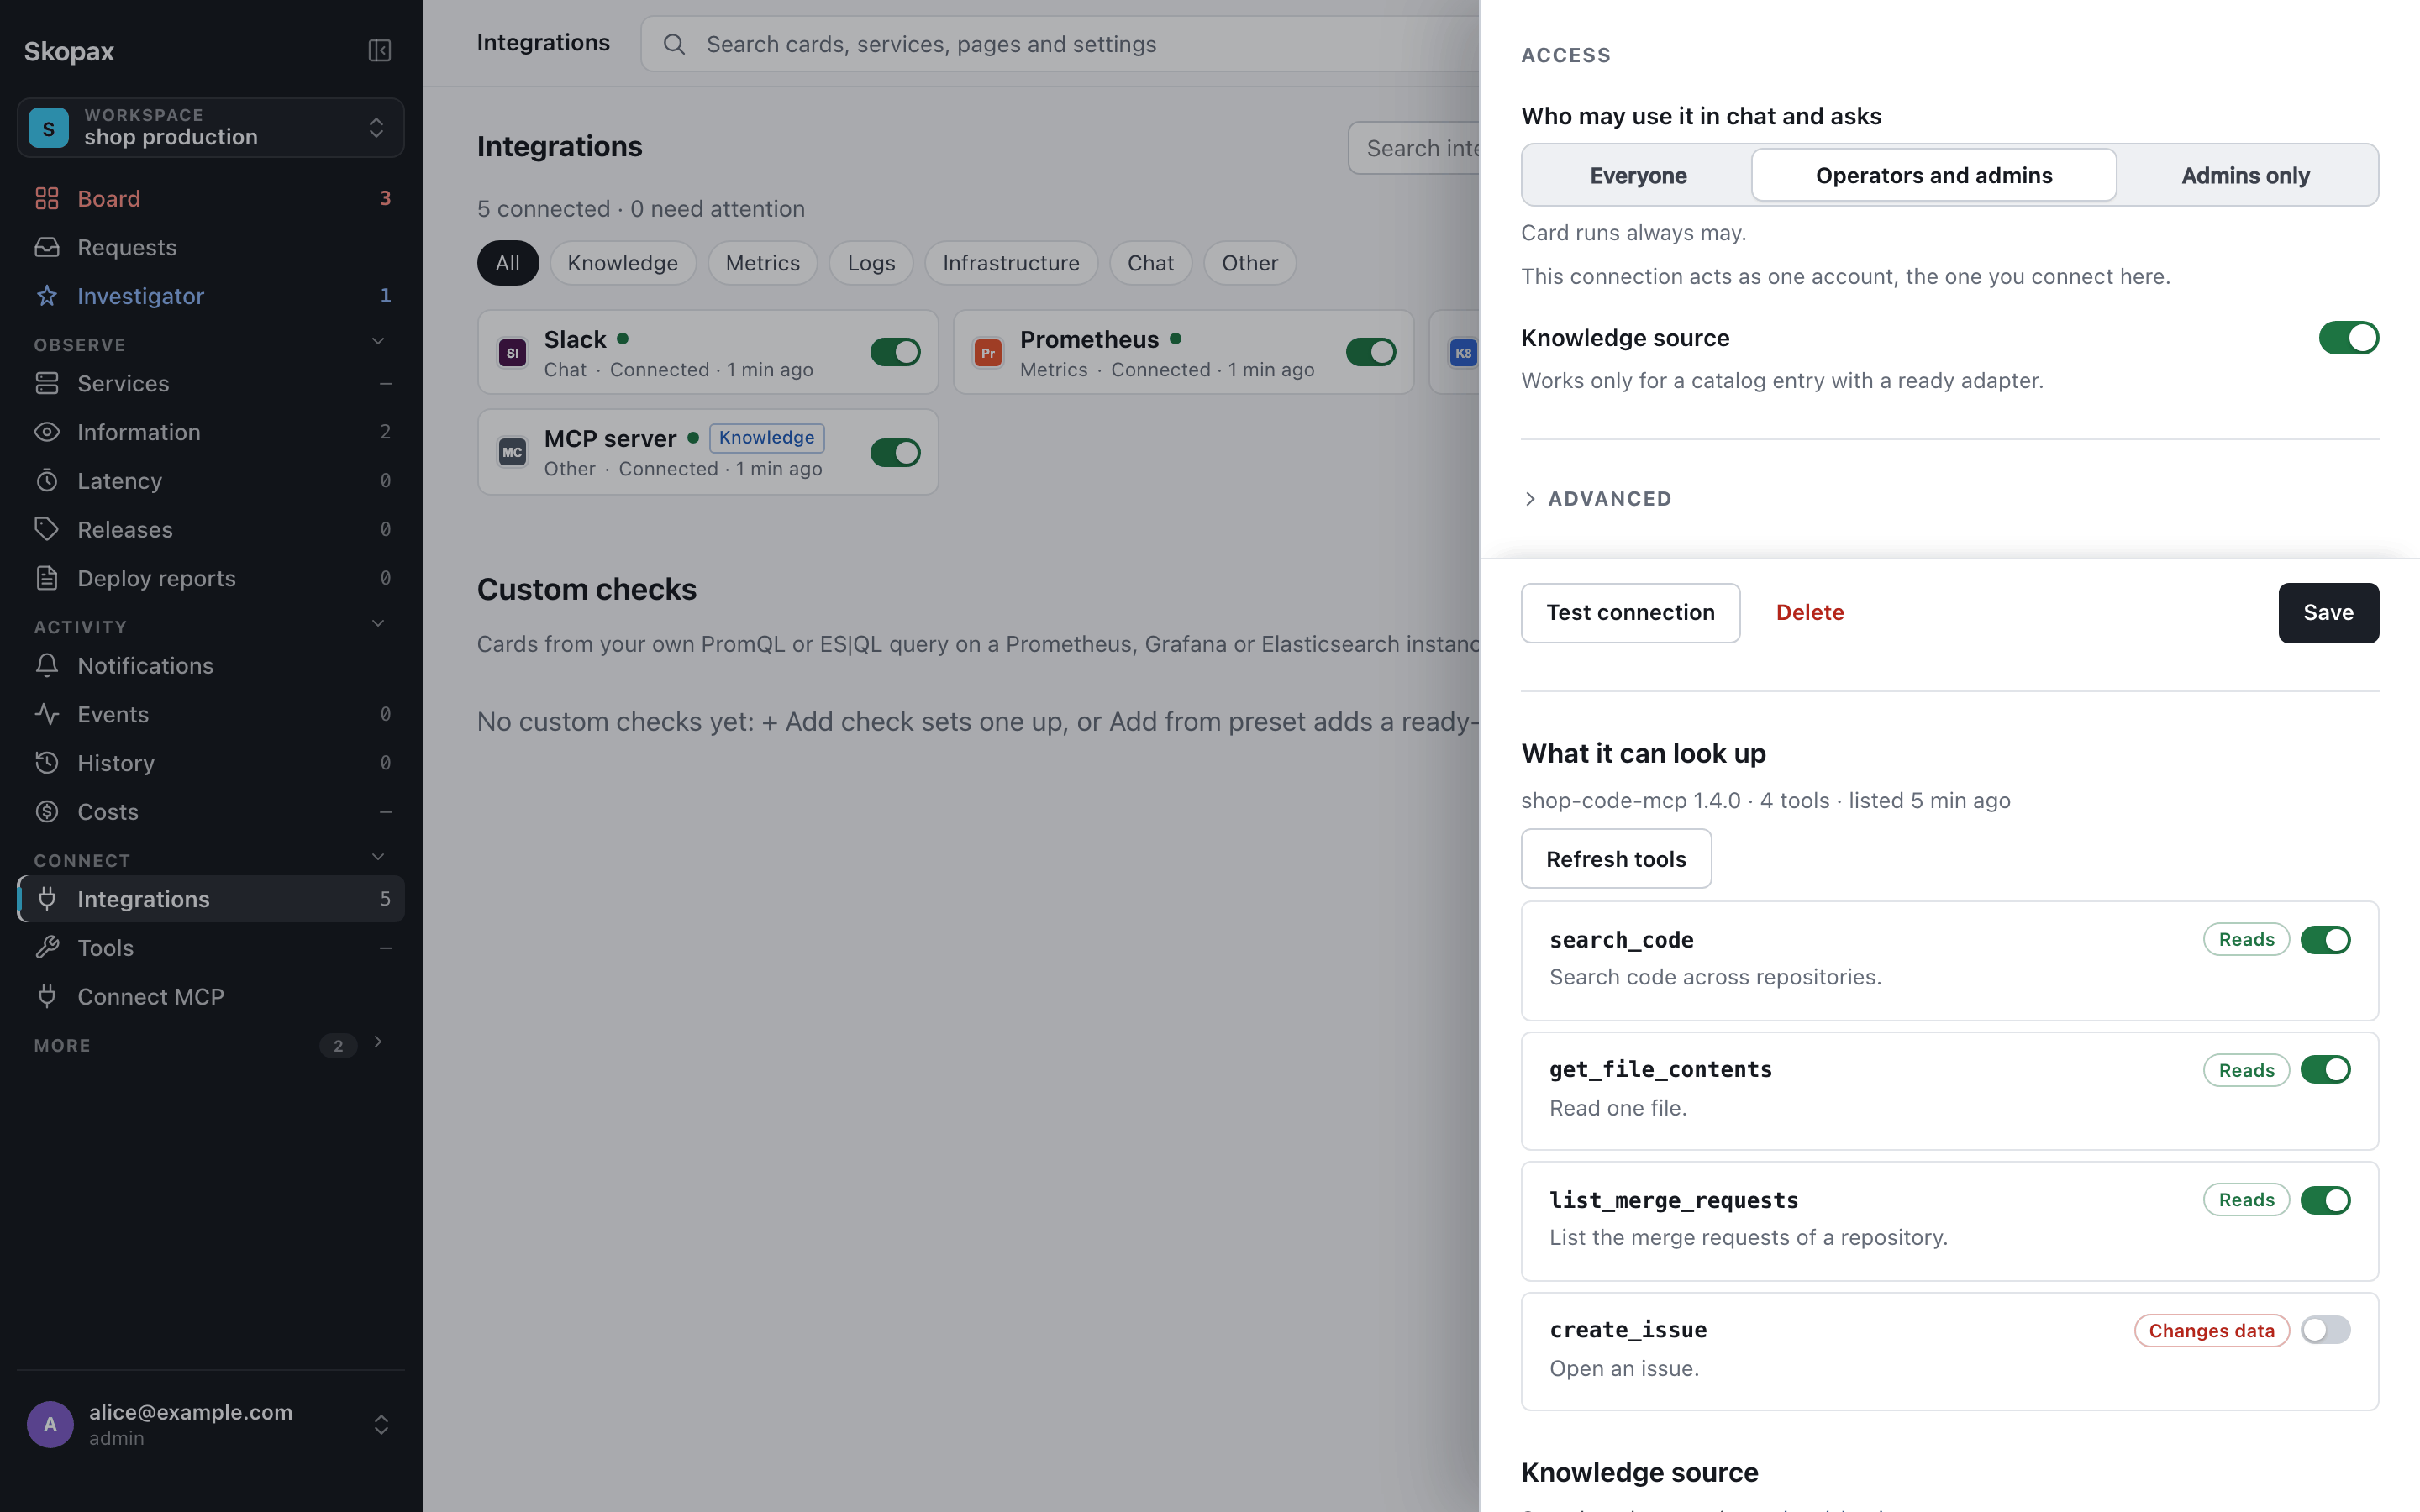 Skopax
WORKSPACE
S
shop production
Board 3
Requests
Investigator 1
OBSERVE
Services –
Information 2
Latency 0
Releases 0
Deploy reports 0
ACTIVITY
Notifications
Events 0
History 0
Costs –
CONNECT
Integrations 5
Tools –
Connect MCP
MORE 2
A
alice@example.com
admin
Integrations
Search cards, services, pages and settings
Integrations
Search inte
5 connected · 0 need attention
All Knowledge Metrics Logs Infrastructure Chat Other
Sl
Slack
Chat · Connected · 1 min ago
Pr
Prometheus
Metrics · Connected · 1 min ago
K8
MC
MCP server Knowledge
Other · Connected · 1 min ago
Custom checks
Cards from your own PromQL or ES|QL query on a Prometheus, Grafana or Elasticsearch instanc
No custom checks yet: + Add check sets one up, or Add from preset adds a ready-
ACCESS
Who may use it in chat and asks
Everyone Operators and admins Admins only
Card runs always may.
This connection acts as one account, the one you connect here.
Knowledge source
Works only for a catalog entry with a ready adapter.
ADVANCED
Test connection Delete Save
What it can look up
shop-code-mcp 1.4.0 · 4 tools · listed 5 min ago
Refresh tools
search_code Reads
Search code across repositories.
get_file_contents Reads
Read one file.
list_merge_requests Reads
List the merge requests of a repository.
create_issue Changes data
Open an issue.
Knowledge source